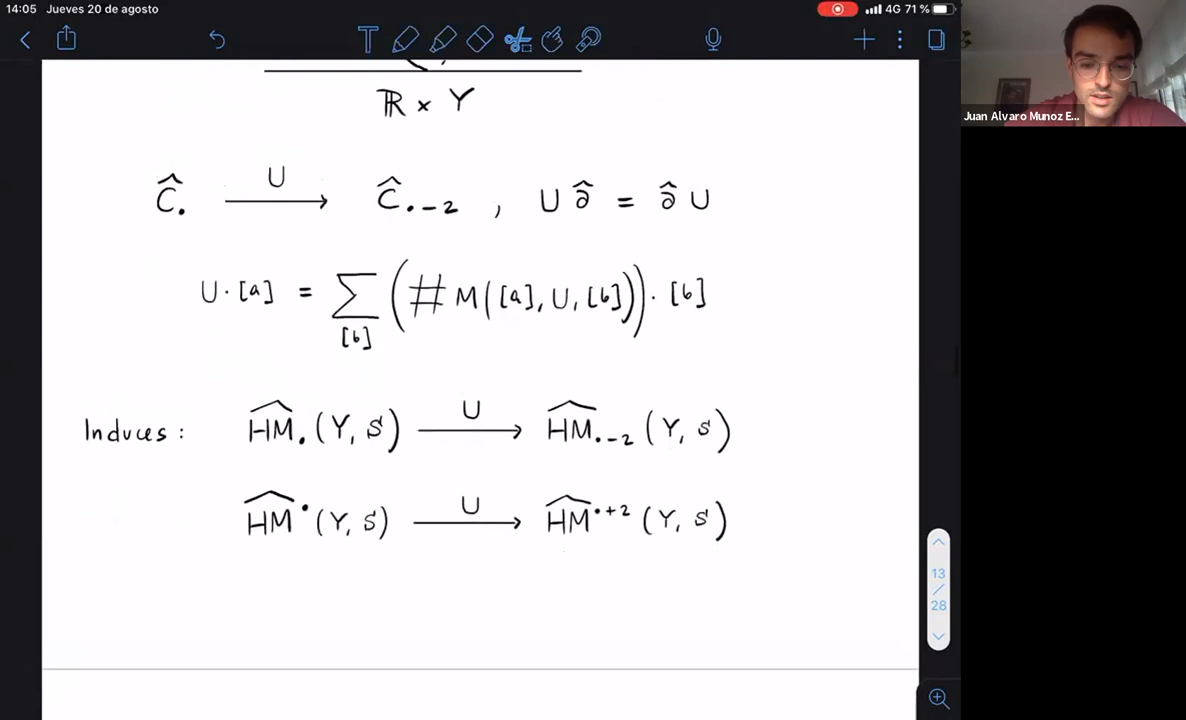 14:05 Jueves 20 de agosto
4G 71 %
ℝ × Y
Juan Alvaro Munoz E...
Ĉ. U→ Ĉ.-2 , U ∂̂ = ∂̂ U
U·[a] = ∑[b] (# M([a], U, [b])) · [b]
Induces : HM̂. (Y, S) U→ HM̂.-2 (Y, S)
HM̂• (Y, S) U→ HM̂•+2 (Y, S)
13
/
28